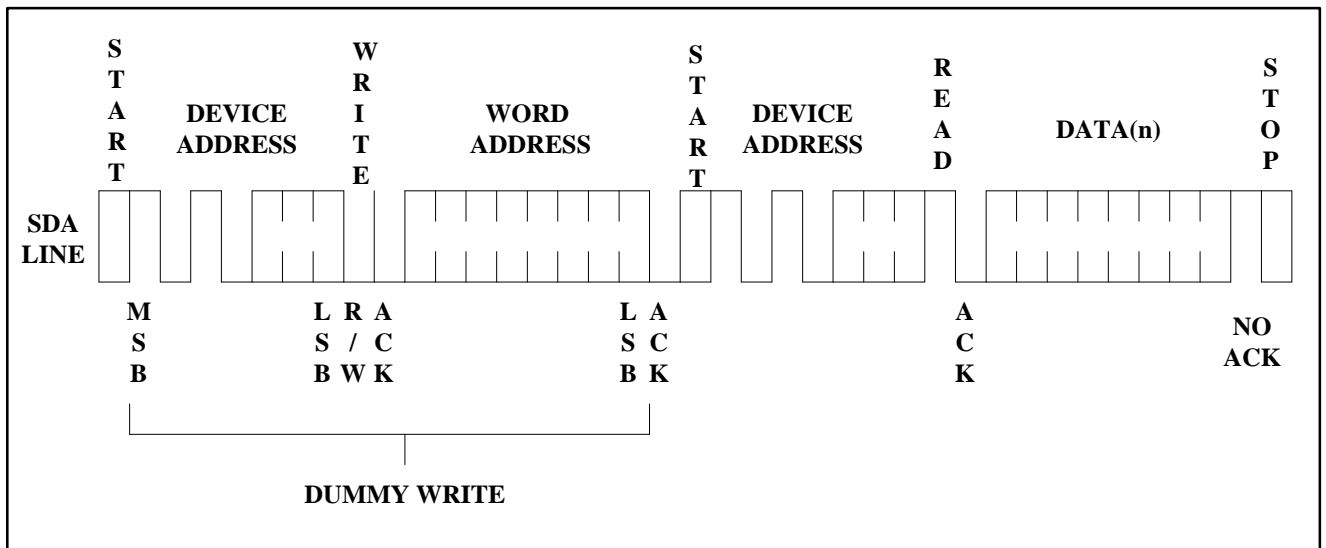 START
WRITE
START
READ
STOP
DEVICE
ADDRESS
WORD
ADDRESS
DEVICE
ADDRESS
DATA(n)
SDA
LINE
MSB
LSB
R/W
ACK
LSB
ACK
ACK
NO
ACK
DUMMY WRITE